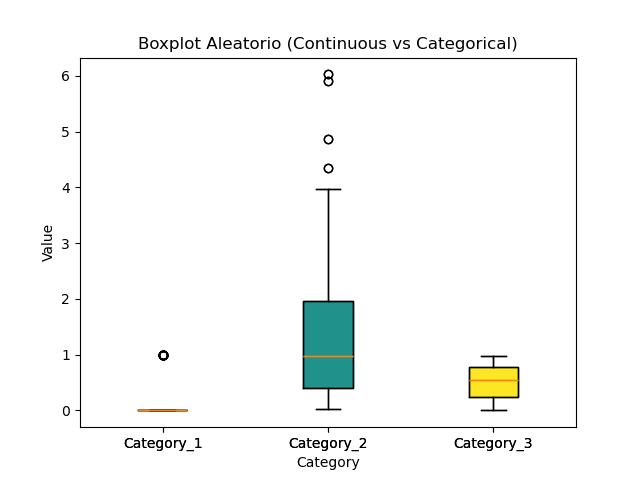 Boxplot Aleatorio (Continuous vs Categorical)
6
5
4
3
2
1
0
Value
Category_1
Category_2
Category_3
Category